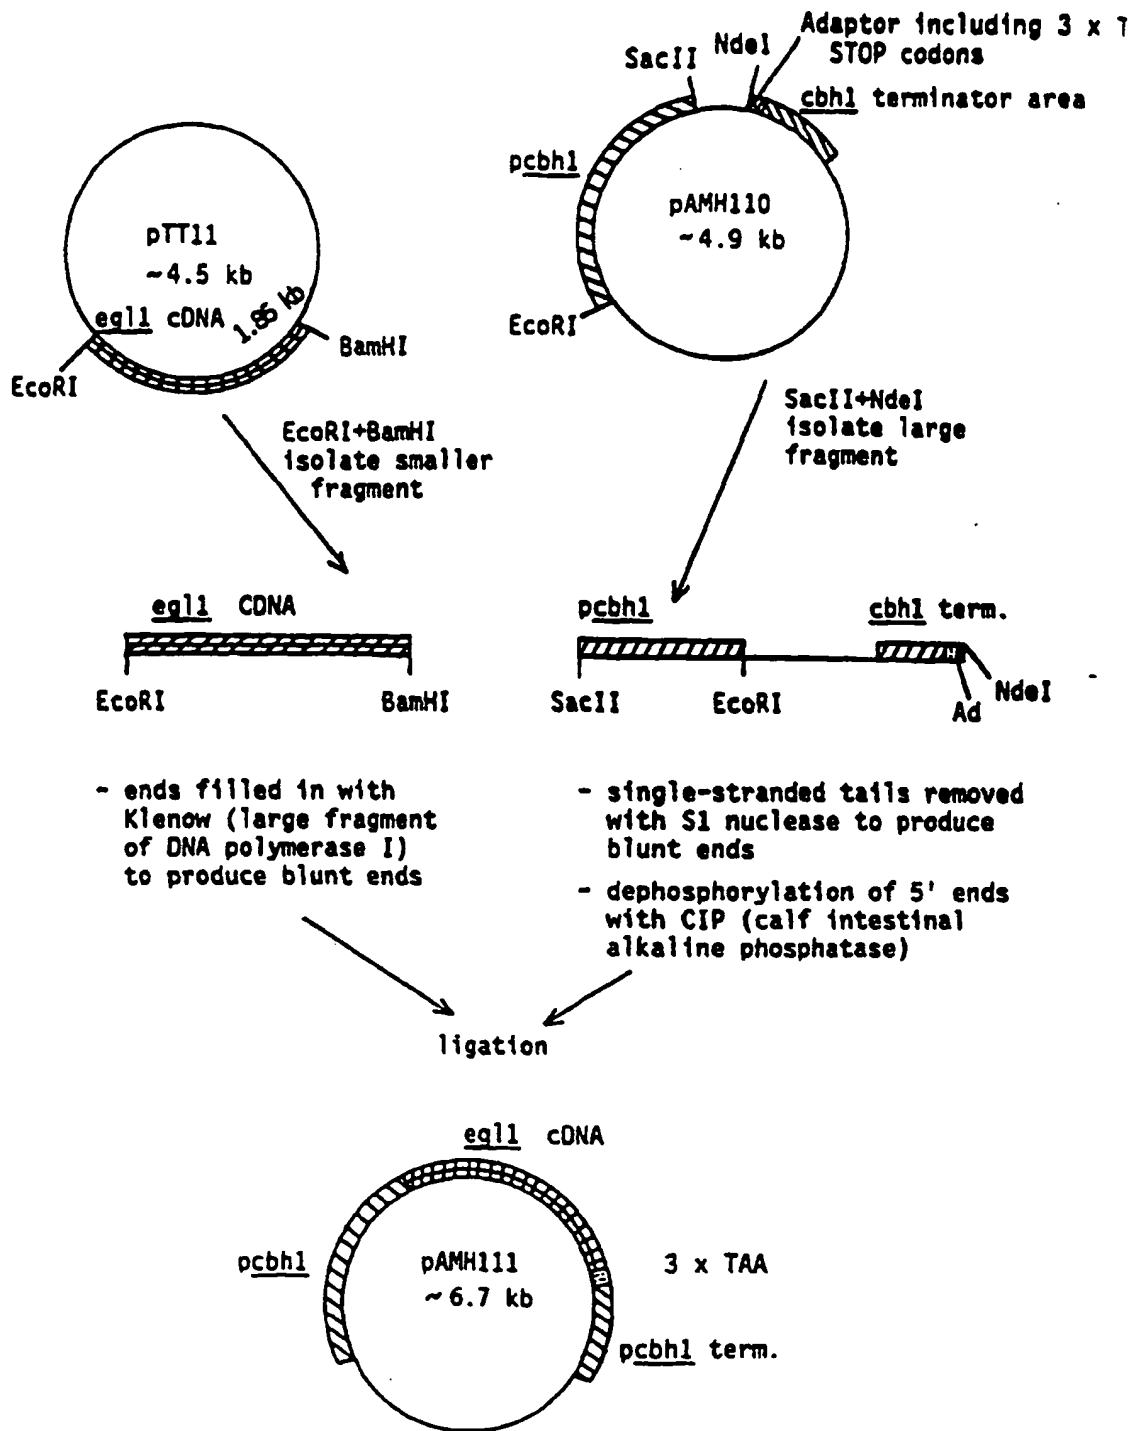 Adaptor including 3 x T
STOP codons
SacII
NdeI
cbh1 terminator area
pcbh1
pAMH110
~4.9 kb
EcoRI
pTT11
~4.5 kb
egl1 cDNA
1.85 kb
BamHI
EcoRI
EcoRI+BamHI
isolate smaller
fragment
SacII+NdeI
isolate large
fragment
egl1 CDNA
EcoRI
BamHI
pcbh1
cbhI term.
SacII
EcoRI
Ad
NdeI
- ends filled in with
Klenow (large fragment
of DNA polymerase I)
to produce blunt ends
- single-stranded tails removed
with S1 nuclease to produce
blunt ends
- dephosphorylation of 5' ends
with CIP (calf intestinal
alkaline phosphatase)
ligation
egl1 cDNA
pcbh1
pAMH111
~6.7 kb
3 x TAA
pcbh1 term.